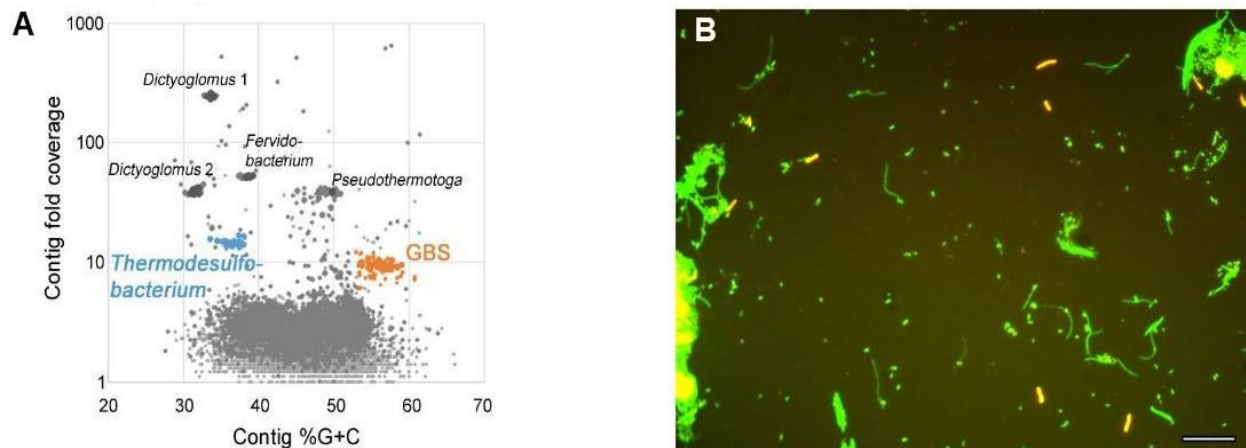 A
1000
100
10
1
Contig fold coverage
Dictyoglomus 1
Dictyoglomus 2
Fervido-
bacterium
Pseudothermotoga
Thermodesulfo-
bacterium
GBS
20 30 40 50 60 70
Contig %G+C
B